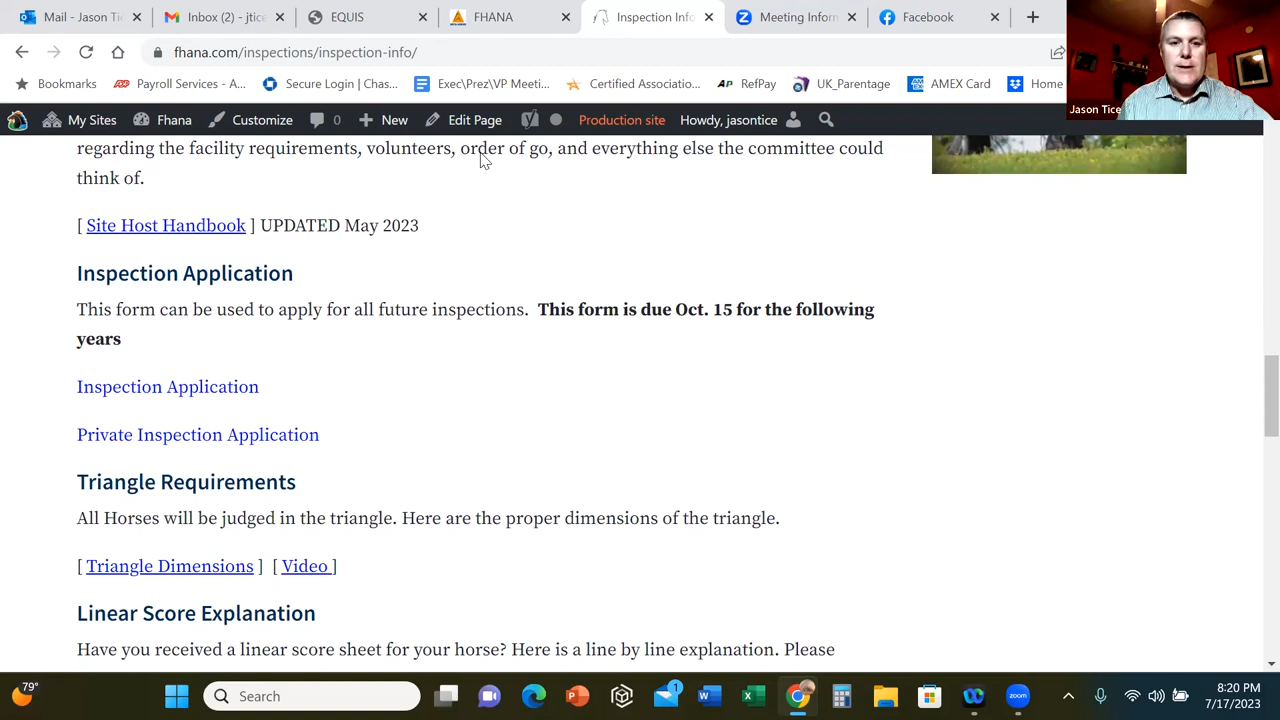 Mail - Jason Tic
Inbox (2) - jtice
EQUIS
FHANA
Inspection Info
Meeting Inform
Facebook
fhana.com/inspections/inspection-info/
Bookmarks
Payroll Services - A...
Secure Login | Chas...
Exec\Prez\VP Meeti...
Certified Associatio...
RefPay
UK_Parentage
AMEX Card
Home
Jason Tice
My Sites
Fhana
Customize
0
New
Edit Page
Production site
Howdy, jasontice
regarding the facility requirements, volunteers, order of go, and everything else the committee could
think of.
[ Site Host Handbook ] UPDATED May 2023
Inspection Application
This form can be used to apply for all future inspections. This form is due Oct. 15 for the following
years
Inspection Application
Private Inspection Application
Triangle Requirements
All Horses will be judged in the triangle. Here are the proper dimensions of the triangle.
[ Triangle Dimensions ] [ Video ]
Linear Score Explanation
Have you received a linear score sheet for your horse? Here is a line by line explanation. Please
79°
Search
1
zoom
8:20 PM
7/17/2023